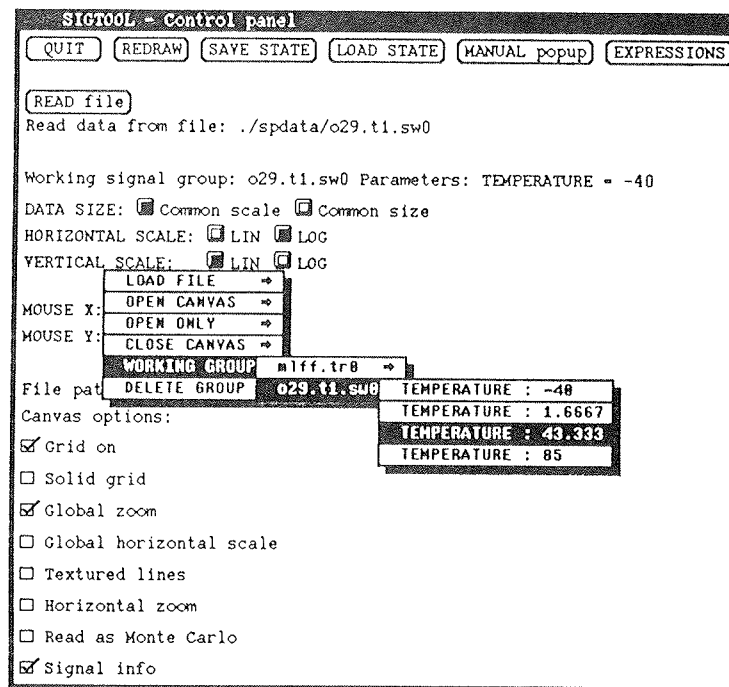 SIGTOOL - Control panel
QUIT REDRAW SAVE STATE LOAD STATE MANUAL popup EXPRESSIONS
READ file
Read data from file: ./spdata/o29.t1.sw0
Working signal group: o29.t1.sw0 Parameters: TEMPERATURE = -40
DATA SIZE: Common scale Common size
HORIZONTAL SCALE: LIN LOG
VERTICAL SCALE: LIN LOG
LOAD FILE ⇒
MOUSE X: OPEN CANVAS ⇒
OPEN ONLY ⇒
MOUSE Y: CLOSE CANVAS ⇒
WORKING GROUP mlff.tr0 ⇒
File pat DELETE GROUP o29.t1.sw0 TEMPERATURE : -40
Canvas options: TEMPERATURE : 1.6667
TEMPERATURE : 43.333
Grid on TEMPERATURE : 85
Solid grid
Global zoom
Global horizontal scale
Textured lines
Horizontal zoom
Read as Monte Carlo
Signal info